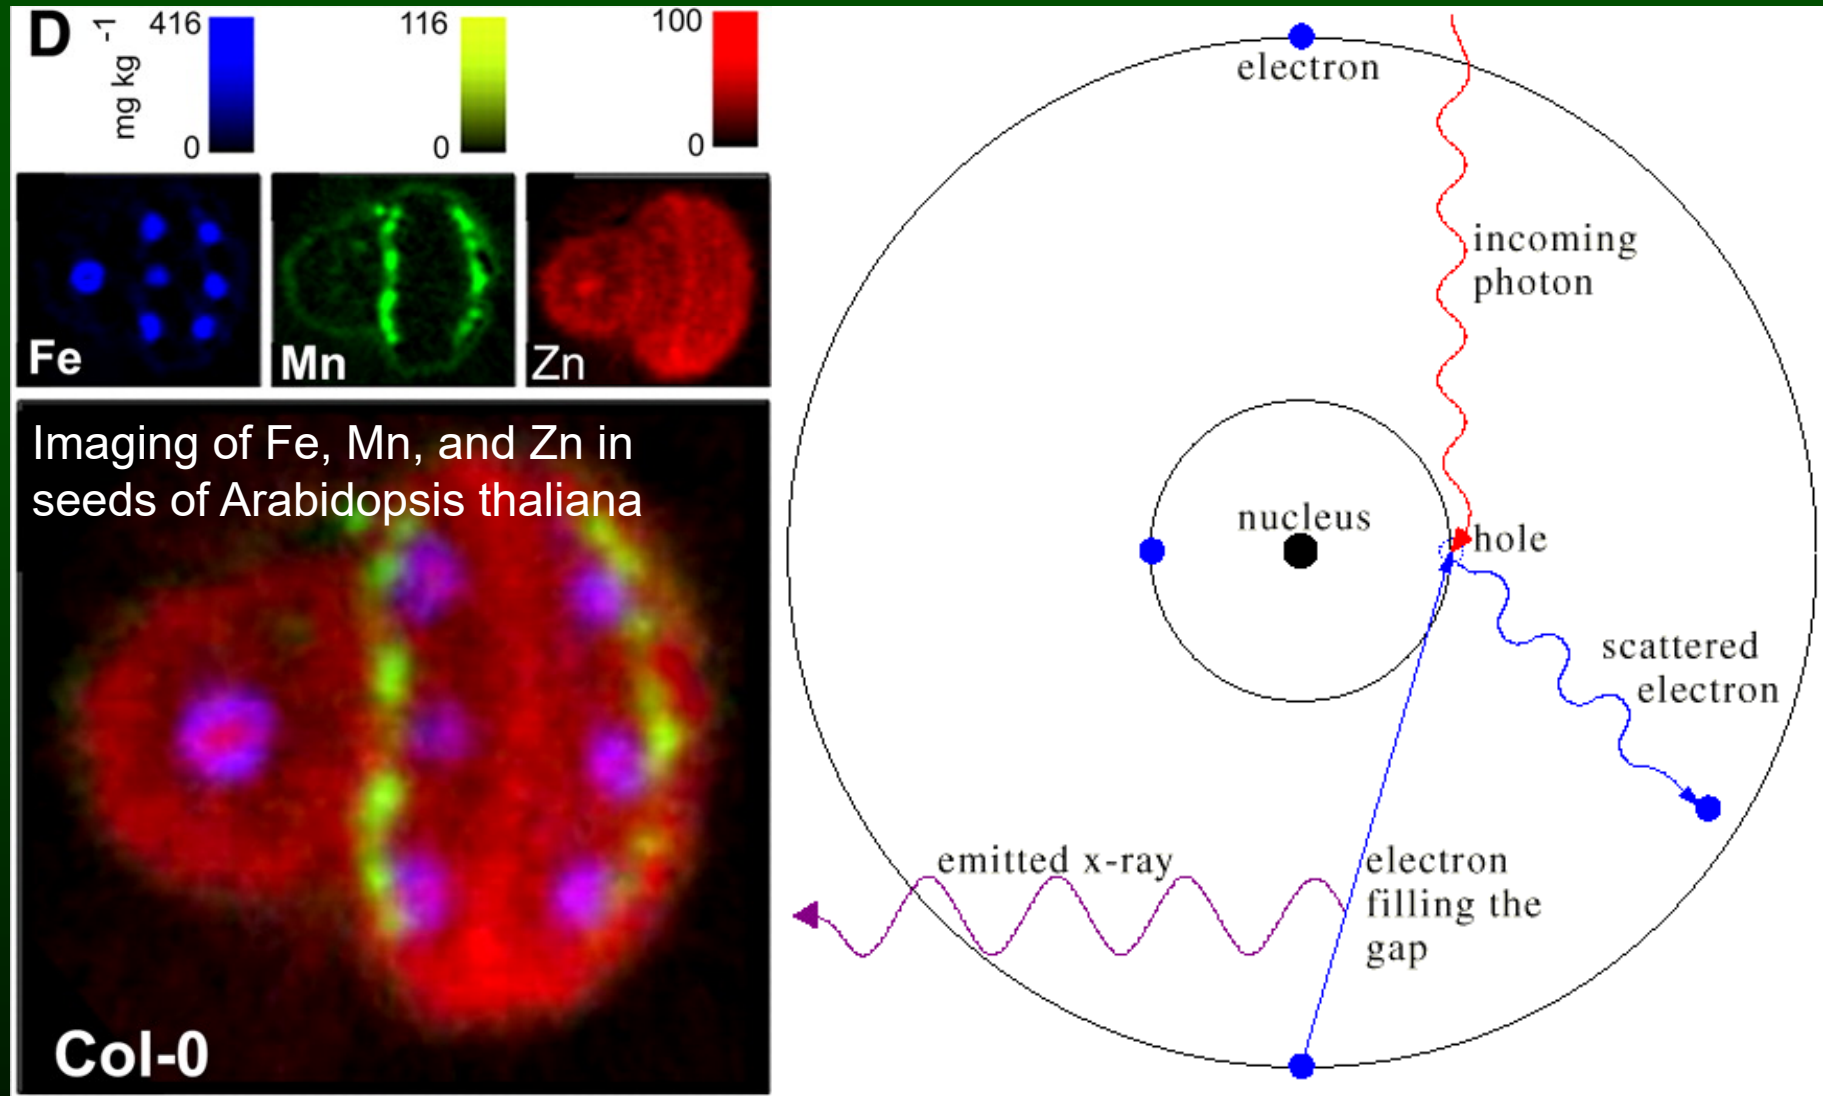 D
mg kg -1
416
0
116
0
100
0
Fe
Mn
Zn
Imaging of Fe, Mn, and Zn in
seeds of Arabidopsis thaliana
Col-0
electron
incoming
photon
nucleus
hole
scattered
electron
emitted x-ray
electron
filling the
gap